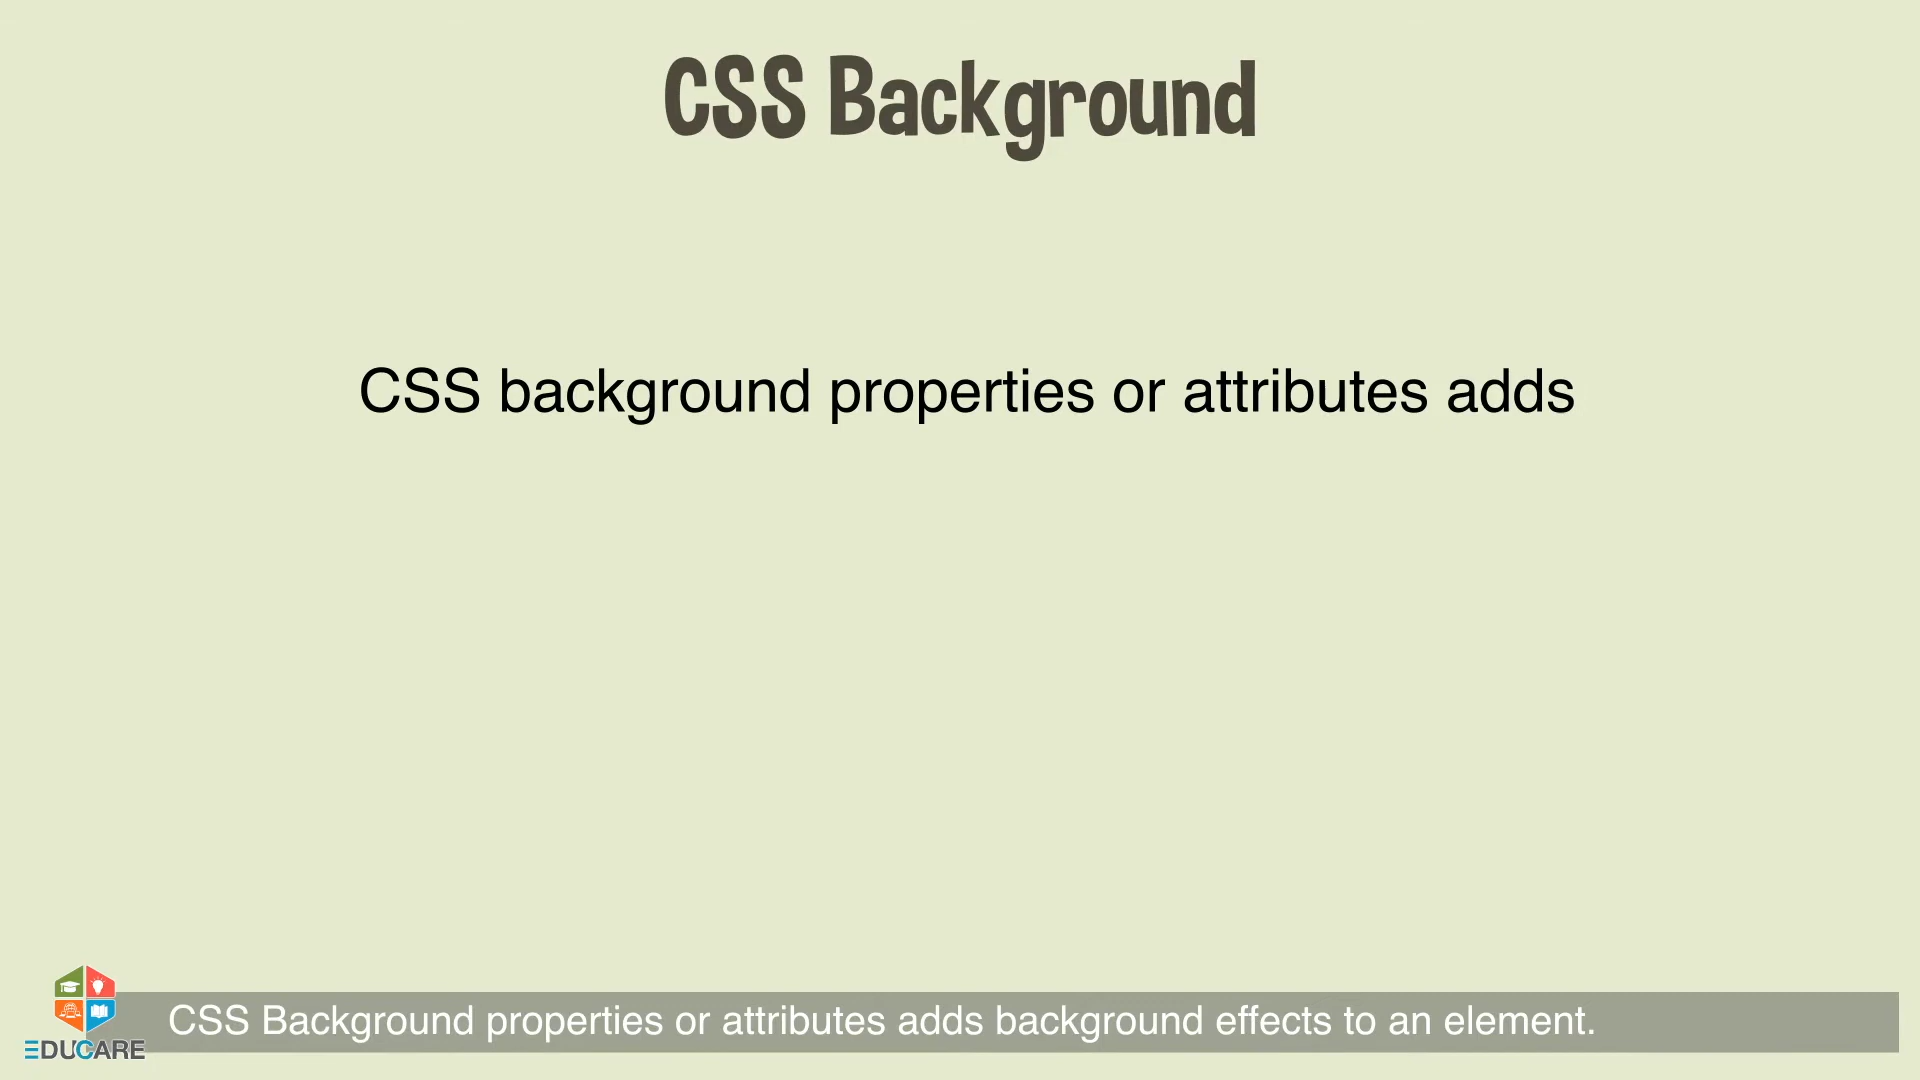 CSS Background
CSS background properties or attributes adds
CSS Background properties or attributes adds background effects to an element.
EDUCARE